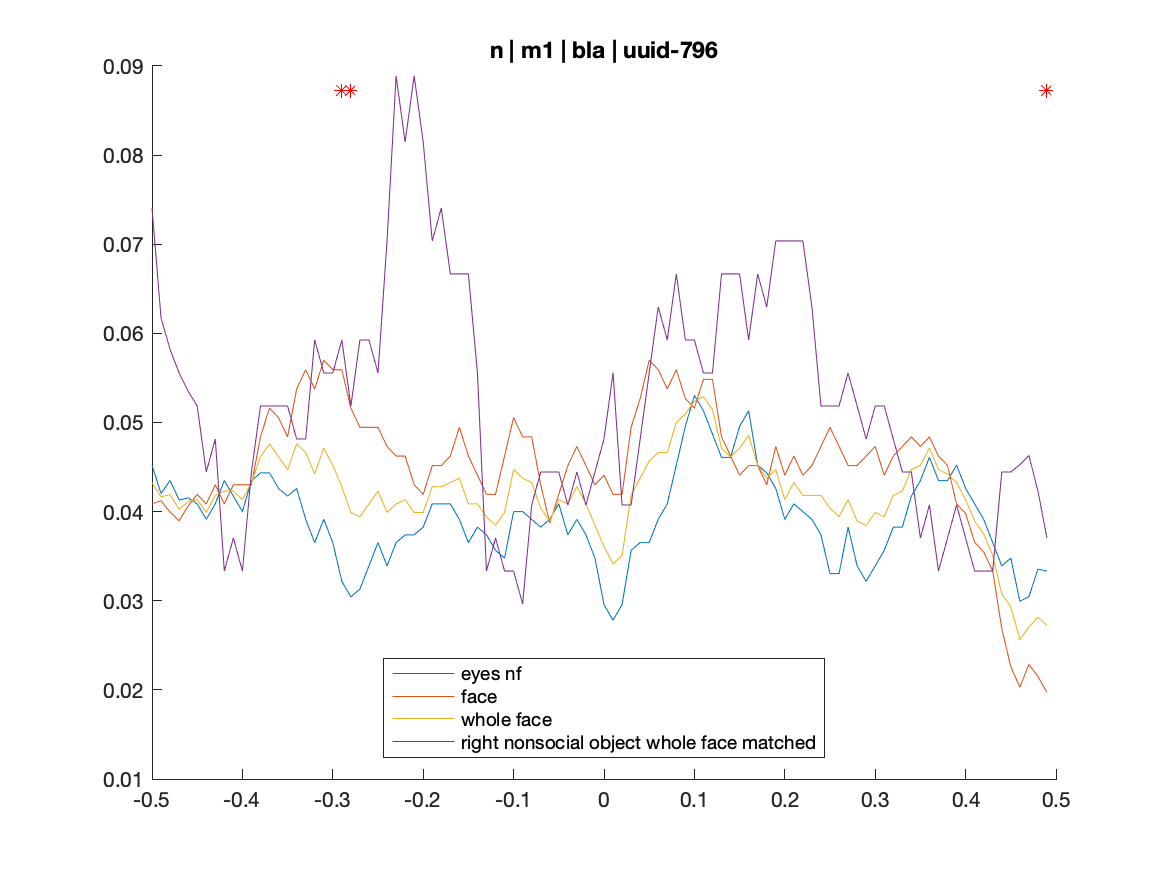 n | m1 | bla | uuid-796
0.09
0.08
0.07
0.06
0.05
0.04
0.03
0.02
0.01
eyes nf
face
whole face
right nonsocial object whole face matched
-0.5 -0.4 -0.3 -0.2 -0.1 0 0.1 0.2 0.3 0.4 0.5